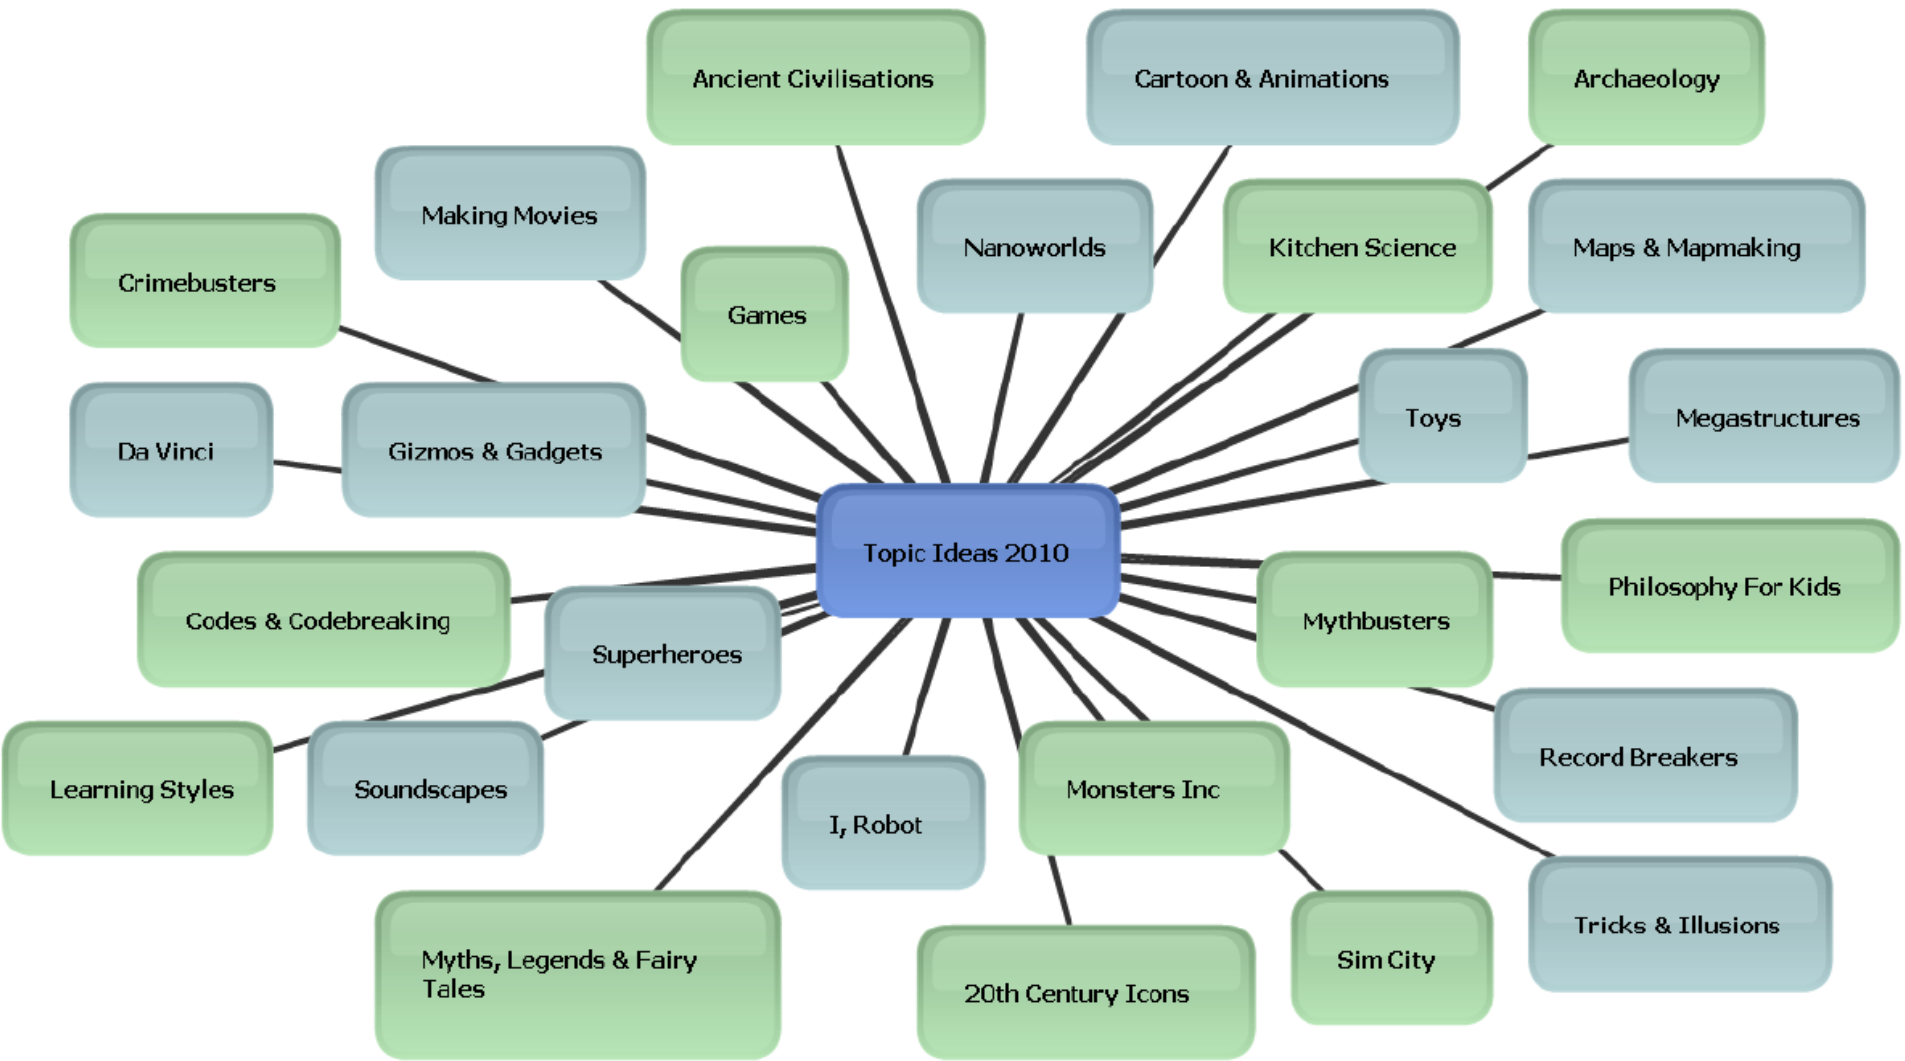 Ancient Civilisations
Cartoon & Animations
Archaeology
Making Movies
Nanoworlds
Kitchen Science
Maps & Mapmaking
Crimebusters
Games
Da Vinci
Gizmos & Gadgets
Toys
Megastructures
Topic Ideas 2010
Codes & Codebreaking
Superheroes
Mythbusters
Philosophy For Kids
Learning Styles
Soundscapes
I, Robot
Monsters Inc
Record Breakers
Myths, Legends & Fairy
Tales
20th Century Icons
Sim City
Tricks & Illusions